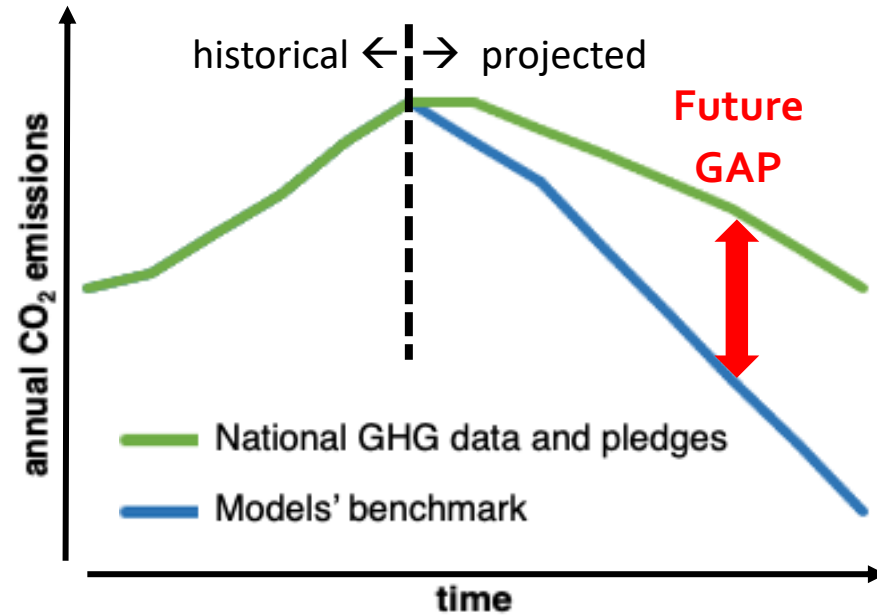 historical ← → projected
Future
GAP
annual CO₂ emissions
National GHG data and pledges
Models' benchmark
time